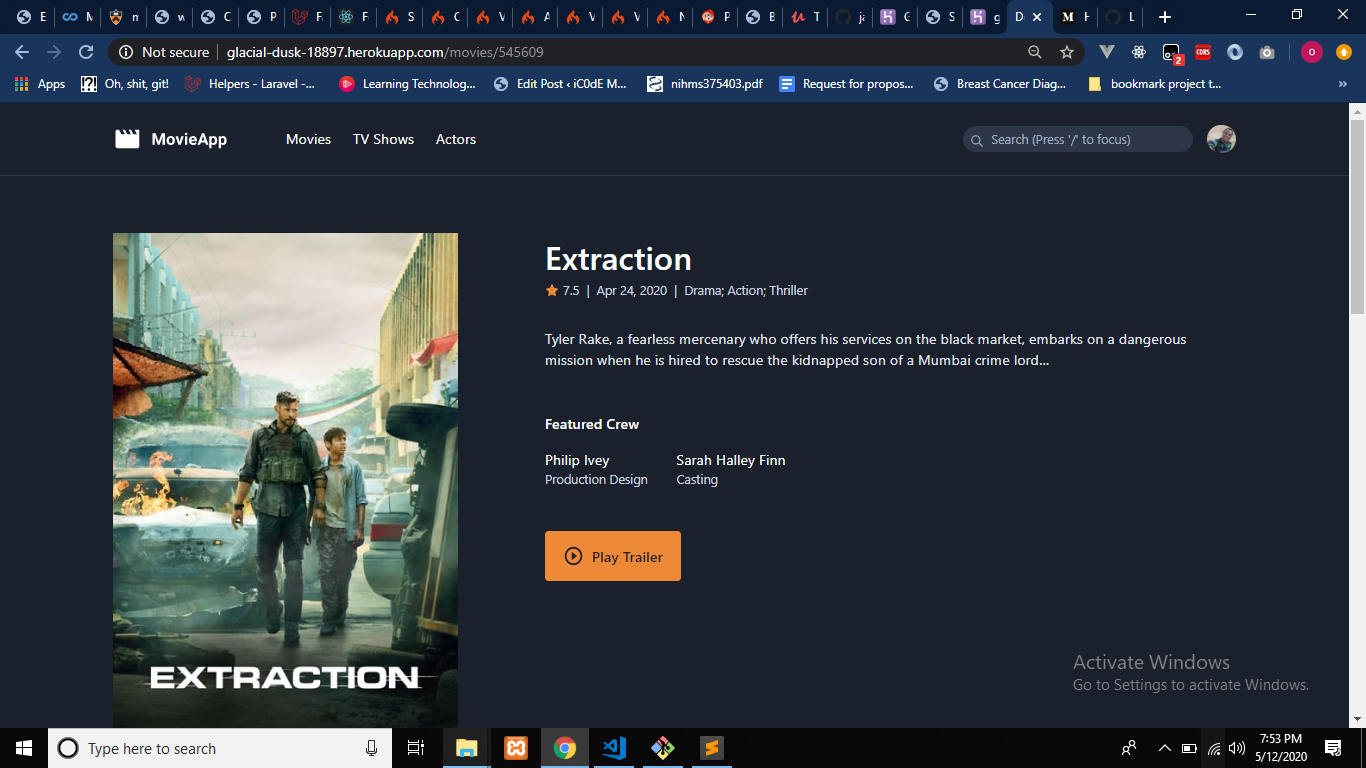 E
M
n
w
C
P
F
F
S
C
V
A
V
V
N
P
B
T
ja
G
S
g
D
H
L
Not secure
glacial-dusk-18897.herokuapp.com/movies/545609
2
CORS
o
Apps
Oh, shit, git!
Helpers - Laravel -...
Learning Technolog...
Edit Post ‹ iC0dE M...
nihms375403.pdf
Request for propos...
Breast Cancer Diag...
bookmark project t...
»
MovieApp
Movies
TV Shows
Actors
Search (Press '/' to focus)
Extraction
7.5 | Apr 24, 2020 | Drama; Action; Thriller
Tyler Rake, a fearless mercenary who offers his services on the black market, embarks on a dangerous
mission when he is hired to rescue the kidnapped son of a Mumbai crime lord...
Featured Crew
Philip Ivey
Production Design
Sarah Halley Finn
Casting
Play Trailer
EXTRACTION
Activate Windows
Go to Settings to activate Windows.
Type here to search
7:53 PM
5/12/2020